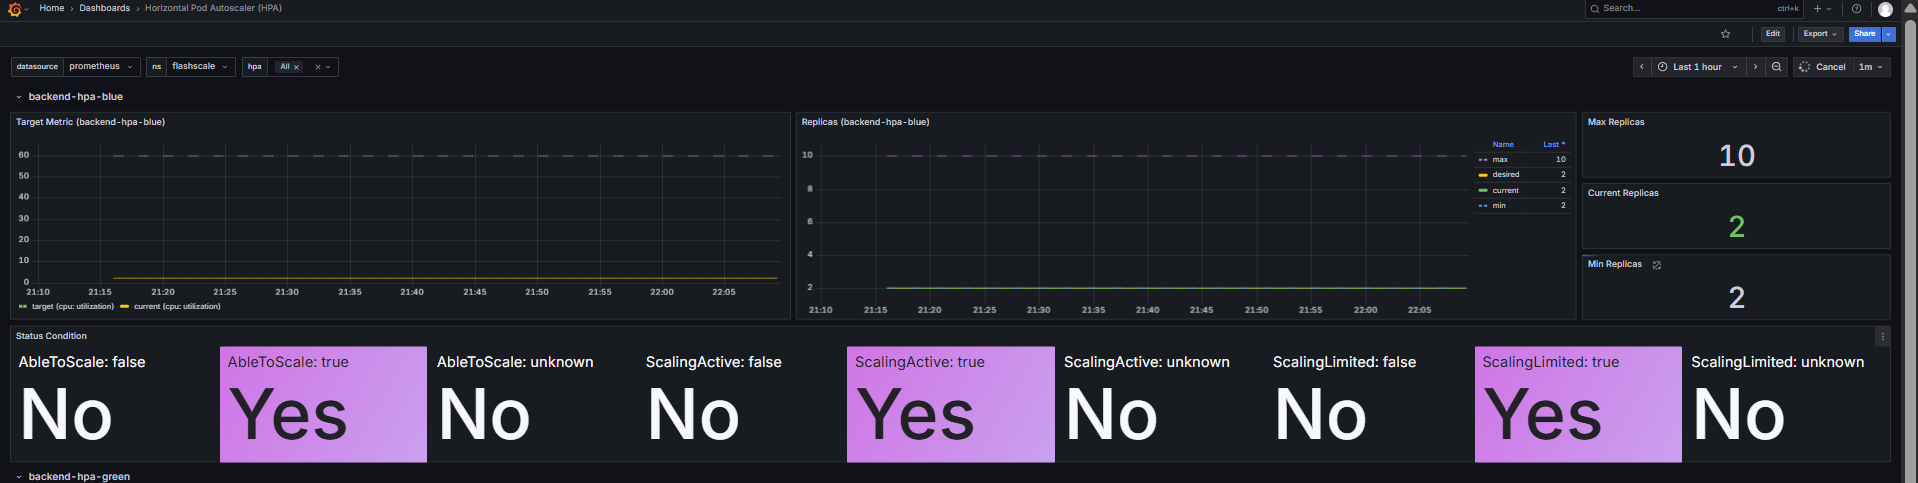 Home › Dashboards › Horizontal Pod Autoscaler (HPA)
Search... ctrl+k
Edit Export Share
datasource prometheus ns flashscale hpa All
Last 1 hour Cancel 1m
backend-hpa-blue
Target Metric (backend-hpa-blue)
60
50
40
30
20
10
0
21:10 21:15 21:20 21:25 21:30 21:35 21:40 21:45 21:50 21:55 22:00 22:05
target (cpu: utilization) current (cpu: utilization)
Replicas (backend-hpa-blue)
10
8
6
4
2
21:10 21:15 21:20 21:25 21:30 21:35 21:40 21:45 21:50 21:55 22:00 22:05
Name Last *
max 10
desired 2
current 2
min 2
Max Replicas
10
Current Replicas
2
Min Replicas
2
Status Condition
AbleToScale: false AbleToScale: true AbleToScale: unknown ScalingActive: false ScalingActive: true ScalingActive: unknown ScalingLimited: false ScalingLimited: true ScalingLimited: unknown
No Yes No No Yes No No Yes No
backend-hpa-green